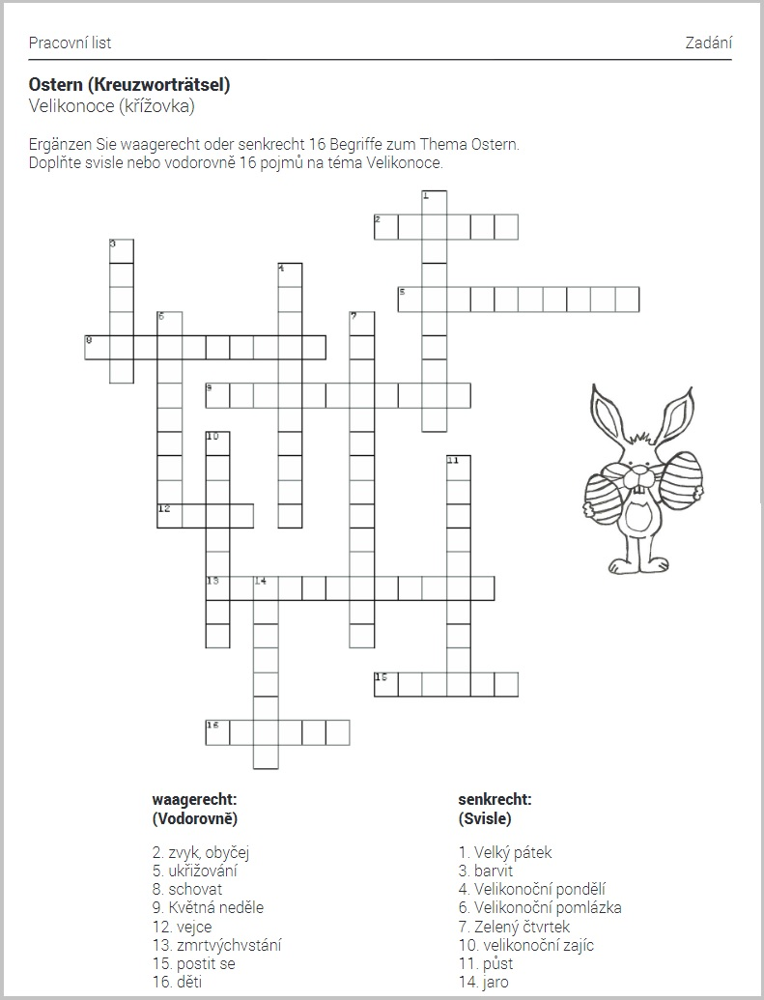 Pracovní list
Zadání
Ostern (Kreuzworträtsel)
Velikonoce (křížovka)
Ergänzen Sie waagerecht oder senkrecht 16 Begriffe zum Thema Ostern.
Doplňte svisle nebo vodorovně 16 pojmů na téma Velikonoce.
1
2
3
4
5
6
7
8
9
10
11
12
13
14
15
16
waagerecht:
(Vodorovně)
2. zvyk, obyčej
5. ukřižování
8. schovat
9. Květná neděle
12. vejce
13. zmrtvýchvstání
15. postit se
16. děti
senkrecht:
(Svisle)
1. Velký pátek
3. barvit
4. Velikonoční pondělí
6. Velikonoční pomlázka
7. Zelený čtvrtek
10. velikonoční zajíc
11. půst
14. jaro